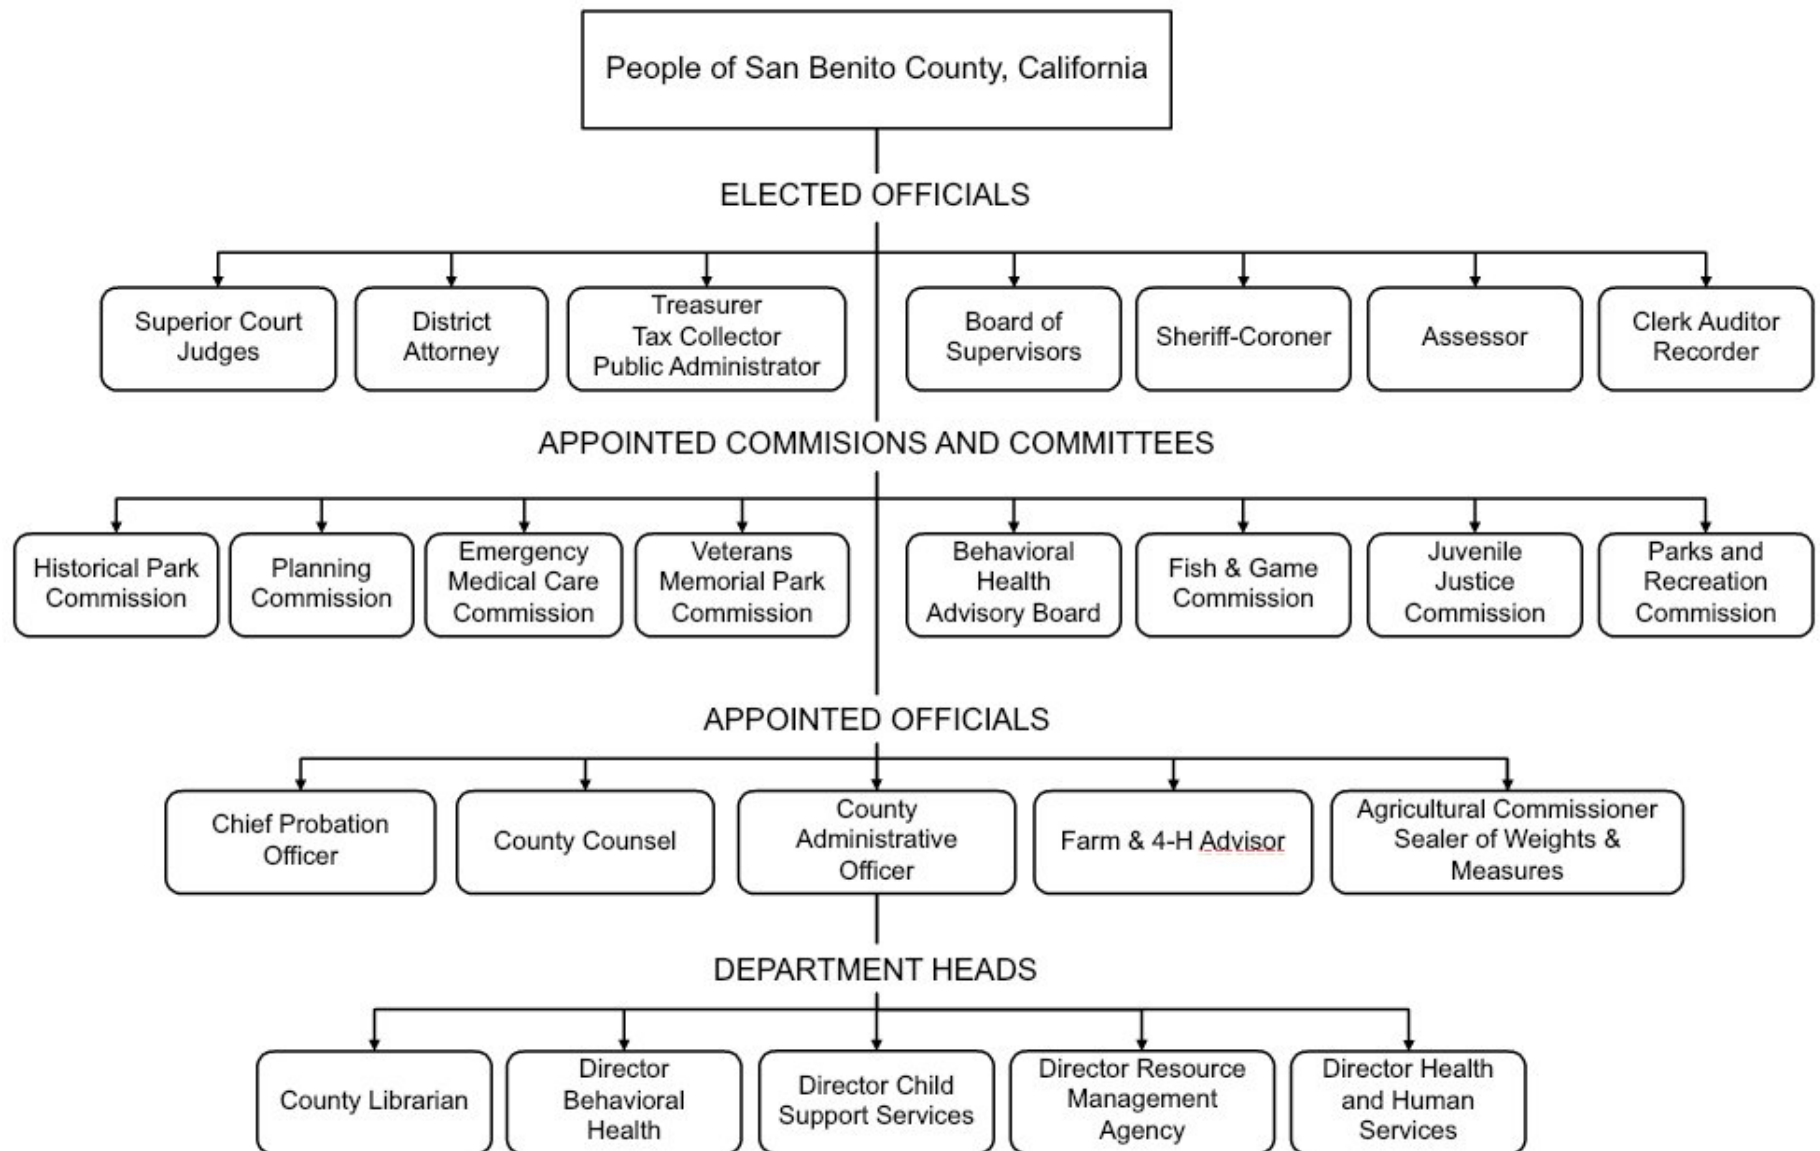 People of San Benito County, California
ELECTED OFFICIALS
Superior Court
Judges
District
Attorney
Treasurer
Tax Collector
Public Administrator
Board of
Supervisors
Sheriff-Coroner
Assessor
Clerk Auditor
Recorder
APPOINTED COMMISIONS AND COMMITTEES
Historical Park
Commission
Planning
Commission
Emergency
Medical Care
Commission
Veterans
Memorial Park
Commission
Behavioral
Health
Advisory Board
Fish & Game
Commission
Juvenile
Justice
Commission
Parks and
Recreation
Commission
APPOINTED OFFICIALS
Chief Probation
Officer
County Counsel
County
Administrative
Officer
Farm & 4-H Advisor
Agricultural Commissioner
Sealer of Weights &
Measures
DEPARTMENT HEADS
County Librarian
Director
Behavioral
Health
Director Child
Support Services
Director Resource
Management
Agency
Director Health
and Human
Services